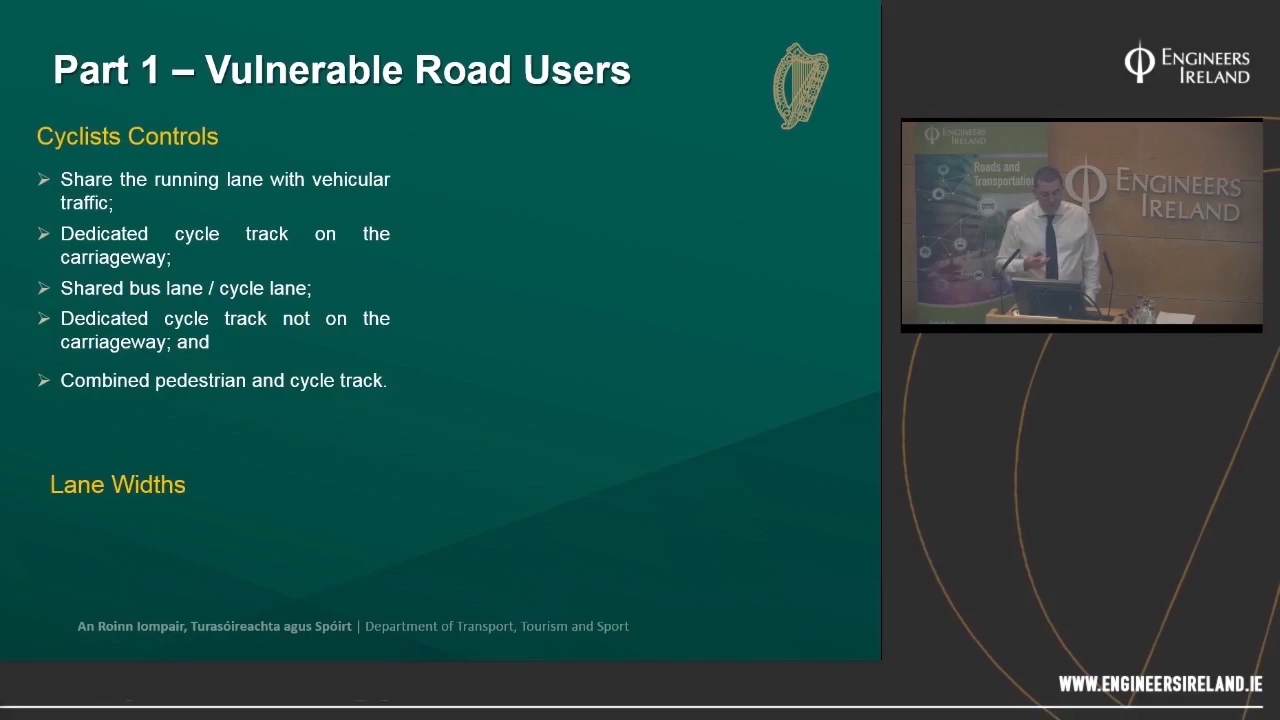 Part 1 – Vulnerable Road Users
Cyclists Controls
Share the running lane with vehicular
traffic;
Dedicated cycle track on the
carriageway;
Shared bus lane / cycle lane;
Dedicated cycle track not on the
carriageway; and
Combined pedestrian and cycle track.
Lane Widths
An Roinn Iompair, Turasóireachta agus Spóirt | Department of Transport, Tourism and Sport
ENGINEERS
IRELAND
ENGINEERS
IRELAND
Roads and
Transportation
ENGINEERS
IRELAND
WWW.ENGINEERSIRELAND.IE